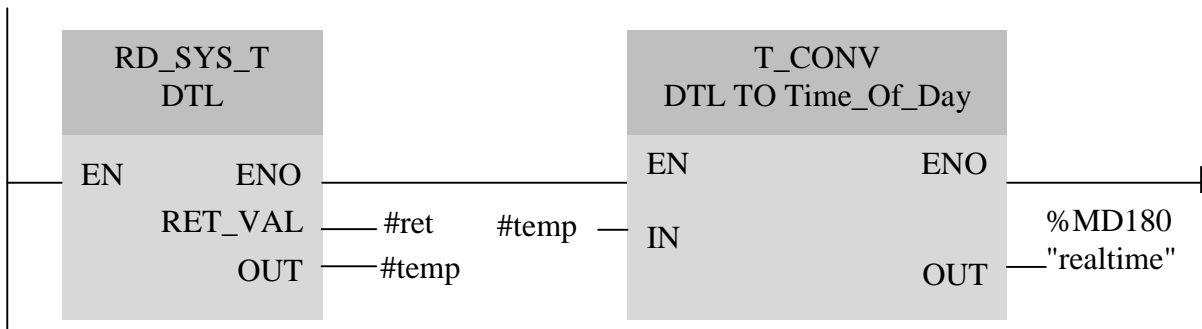 RD_SYS_T
DTL
EN ENO
RET_VAL #ret
OUT #temp
T_CONV
DTL TO Time_Of_Day
EN ENO
#temp IN
%MD180
"realtime"
OUT